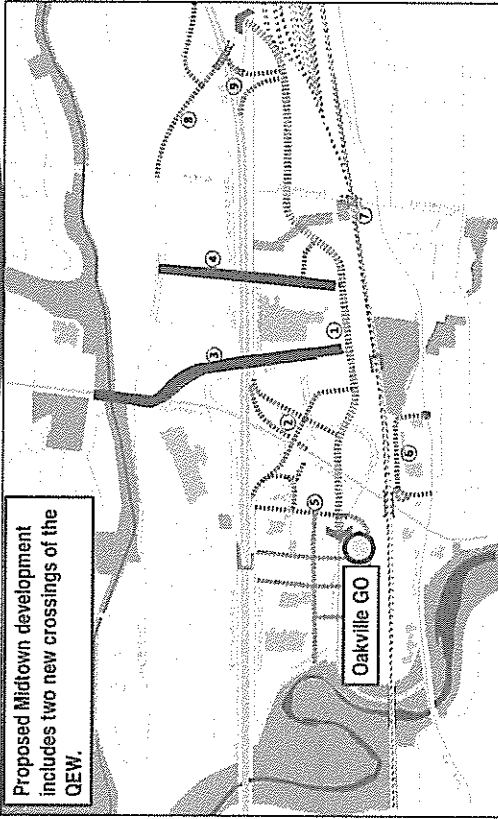 Proposed Midtown development
includes two new crossings of the
QEW.
8
9
4
3
7
1
2
5
6
Oakville GO